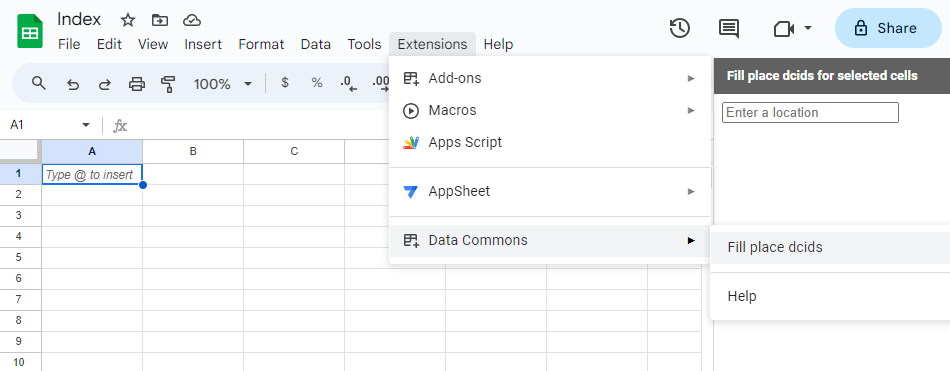 Index
Share
File Edit View Insert Format Data Tools Extensions Help
100% $ % .0 .00
Add-ons
Macros
Apps Script
AppSheet
Data Commons
Fill place dcids
Help
Fill place dcids for selected cells
Enter a location
A1 fx
A B C
1 Type @ to insert
2
3
4
5
6
7
8
9
10